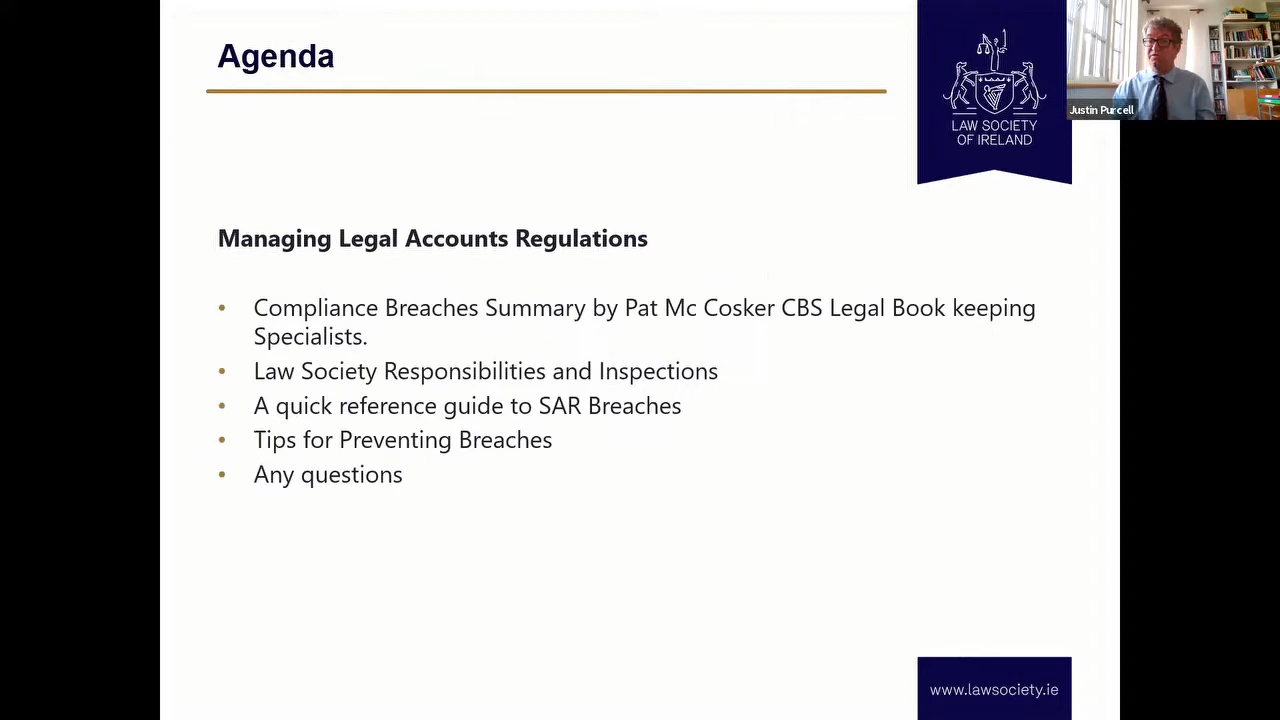 Agenda
LAW SOCIETY
OF IRELAND
Justin Purcell
Managing Legal Accounts Regulations
• Compliance Breaches Summary by Pat Mc Cosker CBS Legal Book keeping
Specialists.
• Law Society Responsibilities and Inspections
• A quick reference guide to SAR Breaches
• Tips for Preventing Breaches
• Any questions
www.lawsociety.ie